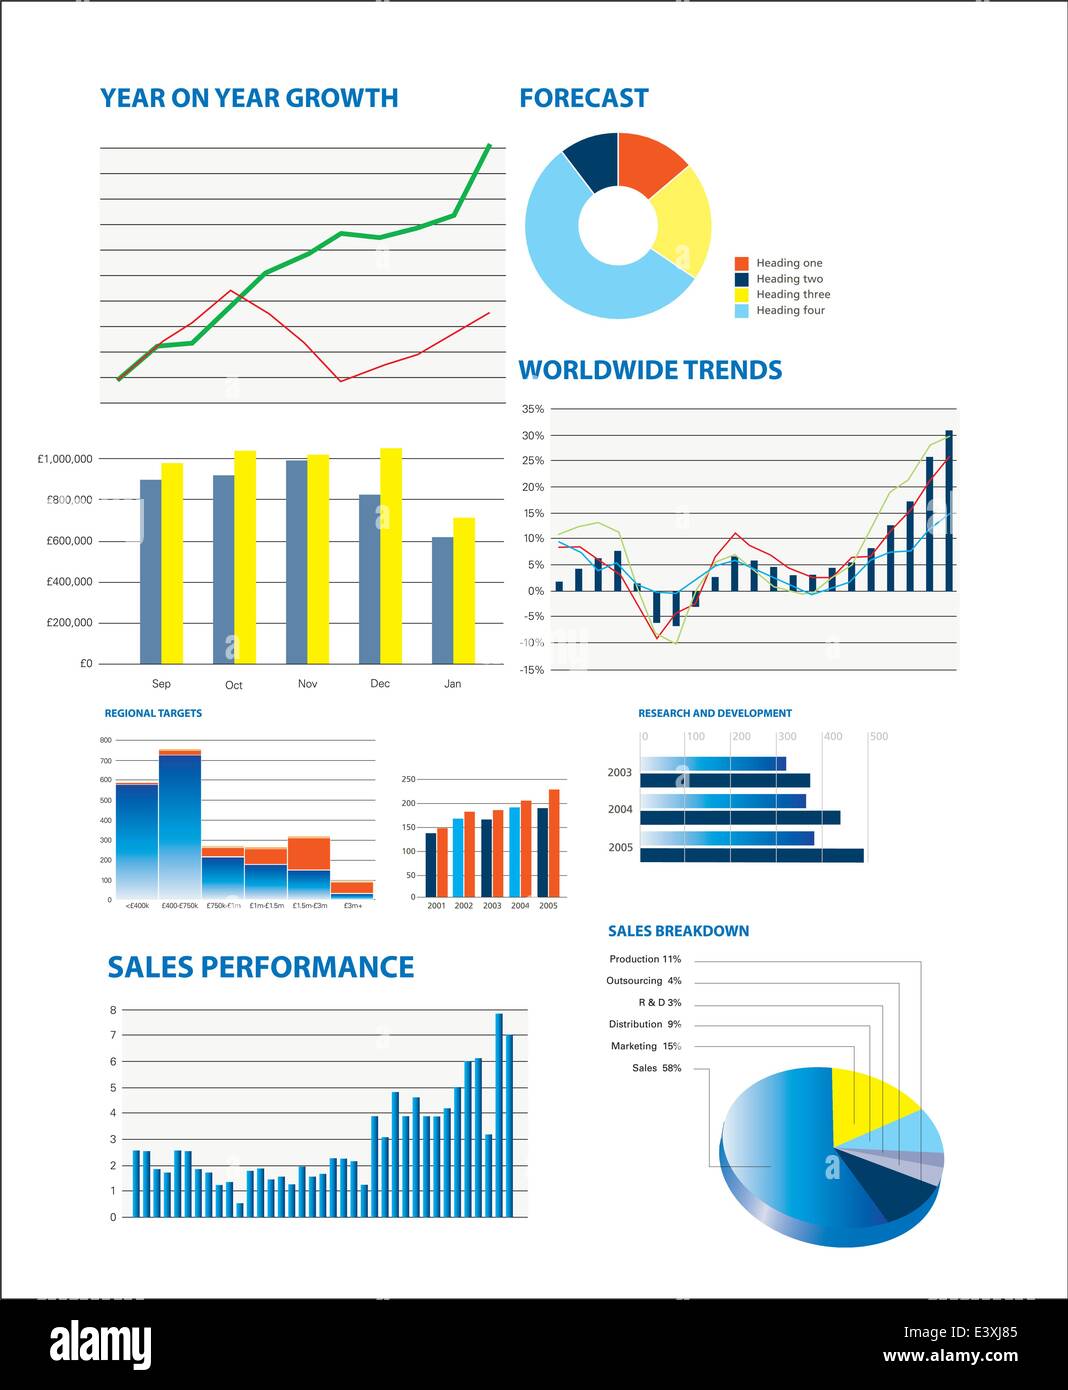 YEAR ON YEAR GROWTH
FORECAST
Heading one
Heading two
Heading three
Heading four
WORLDWIDE TRENDS
35%
30%
25%
20%
15%
10%
5%
0%
-5%
-10%
-15%
£1,000,000
£800,000
£600,000
£400,000
£200,000
£0
Sep Oct Nov Dec Jan
REGIONAL TARGETS
800
700
600
500
400
300
200
100
0
<£400k £400-£750k £750k-£1m £1m-£1.5m £1.5m-£3m £3m+
250
200
150
100
50
0
2001 2002 2003 2004 2005
RESEARCH AND DEVELOPMENT
0 100 200 300 400 500
2003
2004
2005
SALES BREAKDOWN
Production 11%
Outsourcing 4%
R & D 3%
Distribution 9%
Marketing 15%
Sales 58%
SALES PERFORMANCE
8
7
6
5
4
3
2
1
0
a
alamy
Image ID: E3XJ85
www.alamy.com